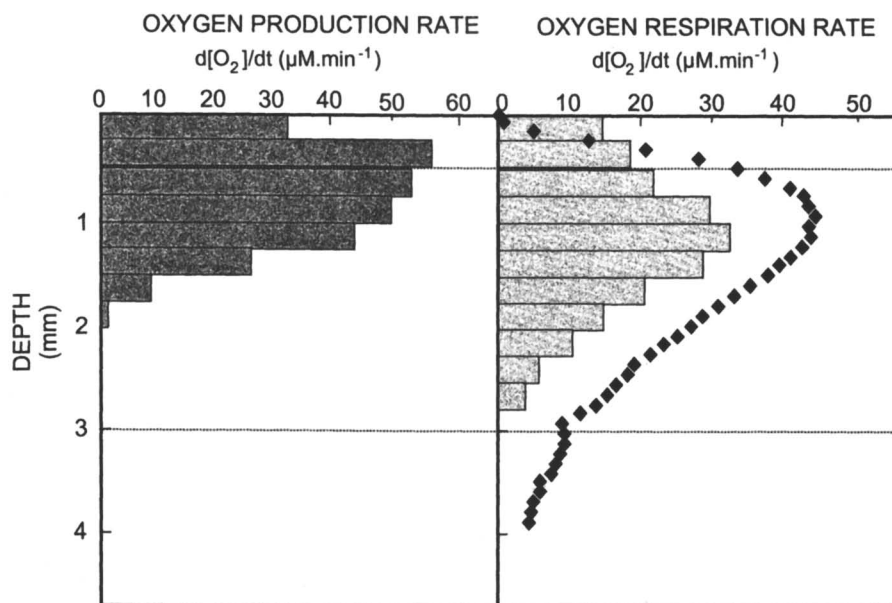 OXYGEN PRODUCTION RATE
d[O₂]/dt (µM.min⁻¹)
0 10 20 30 40 50 60
OXYGEN RESPIRATION RATE
d[O₂]/dt (µM.min⁻¹)
0 10 20 30 40 50
DEPTH
(mm)
1
2
3
4